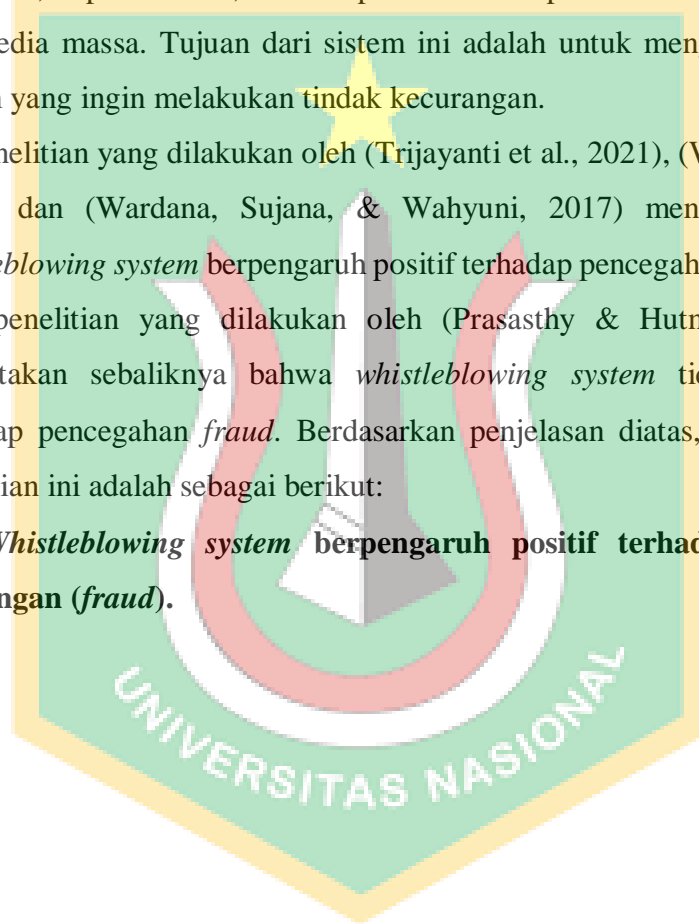 edia massa. Tujuan dari sistem ini adalah untuk men
yang ingin melakukan tindak kecurangan.
nelitian yang dilakukan oleh (Trijayanti et al., 2021), (
dan (Wardana, Sujana, & Wahyuni, 2017) men
eblowing system berpengaruh positif terhadap pencegah
penelitian yang dilakukan oleh (Prasasthy & Hutn
takan sebaliknya bahwa whistleblowing system tid
ap pencegahan fraud. Berdasarkan penjelasan diatas,
ian ini adalah sebagai berikut:
Whistleblowing system berpengaruh positif terhad
ngan (fraud).
UNIVERSITAS NASIONAL